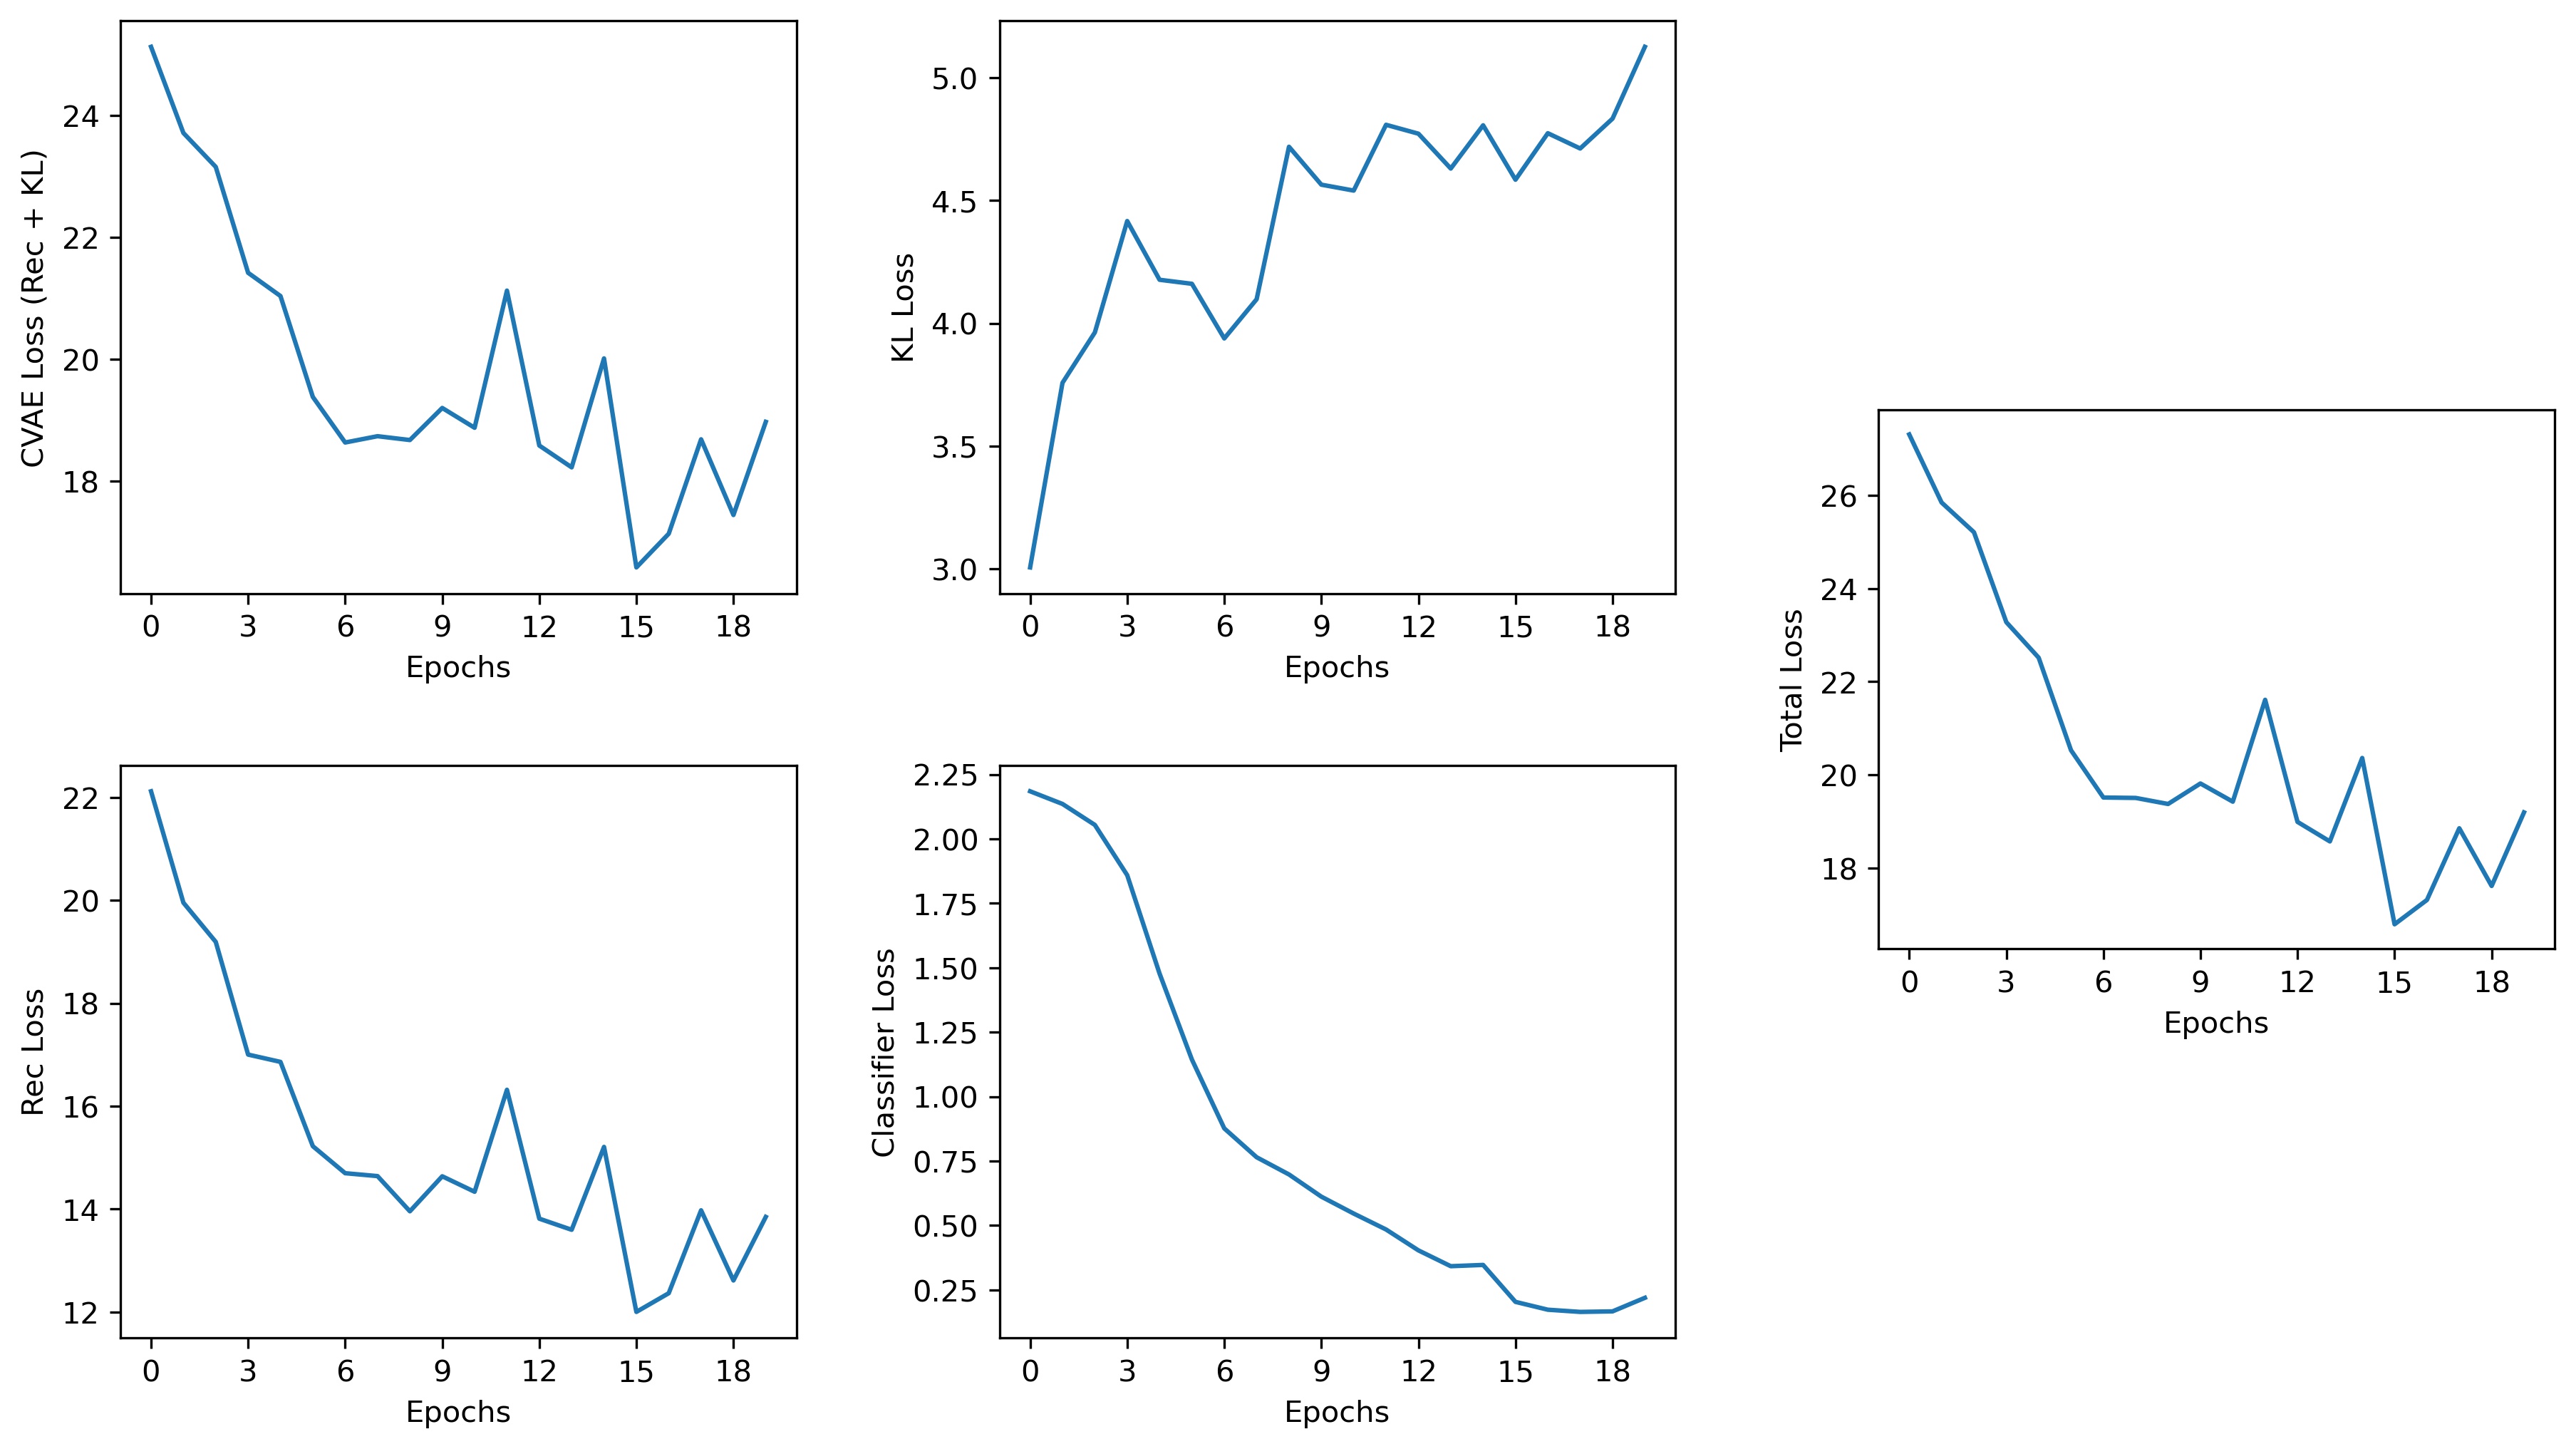 CVAE Loss (Rec + KL)
24
22
20
18
0 3 6 9 12 15 18
Epochs
KL Loss
5.0
4.5
4.0
3.5
3.0
0 3 6 9 12 15 18
Epochs
Rec Loss
22
20
18
16
14
12
0 3 6 9 12 15 18
Epochs
Classifier Loss
2.25
2.00
1.75
1.50
1.25
1.00
0.75
0.50
0.25
0 3 6 9 12 15 18
Epochs
Total Loss
26
24
22
20
18
0 3 6 9 12 15 18
Epochs